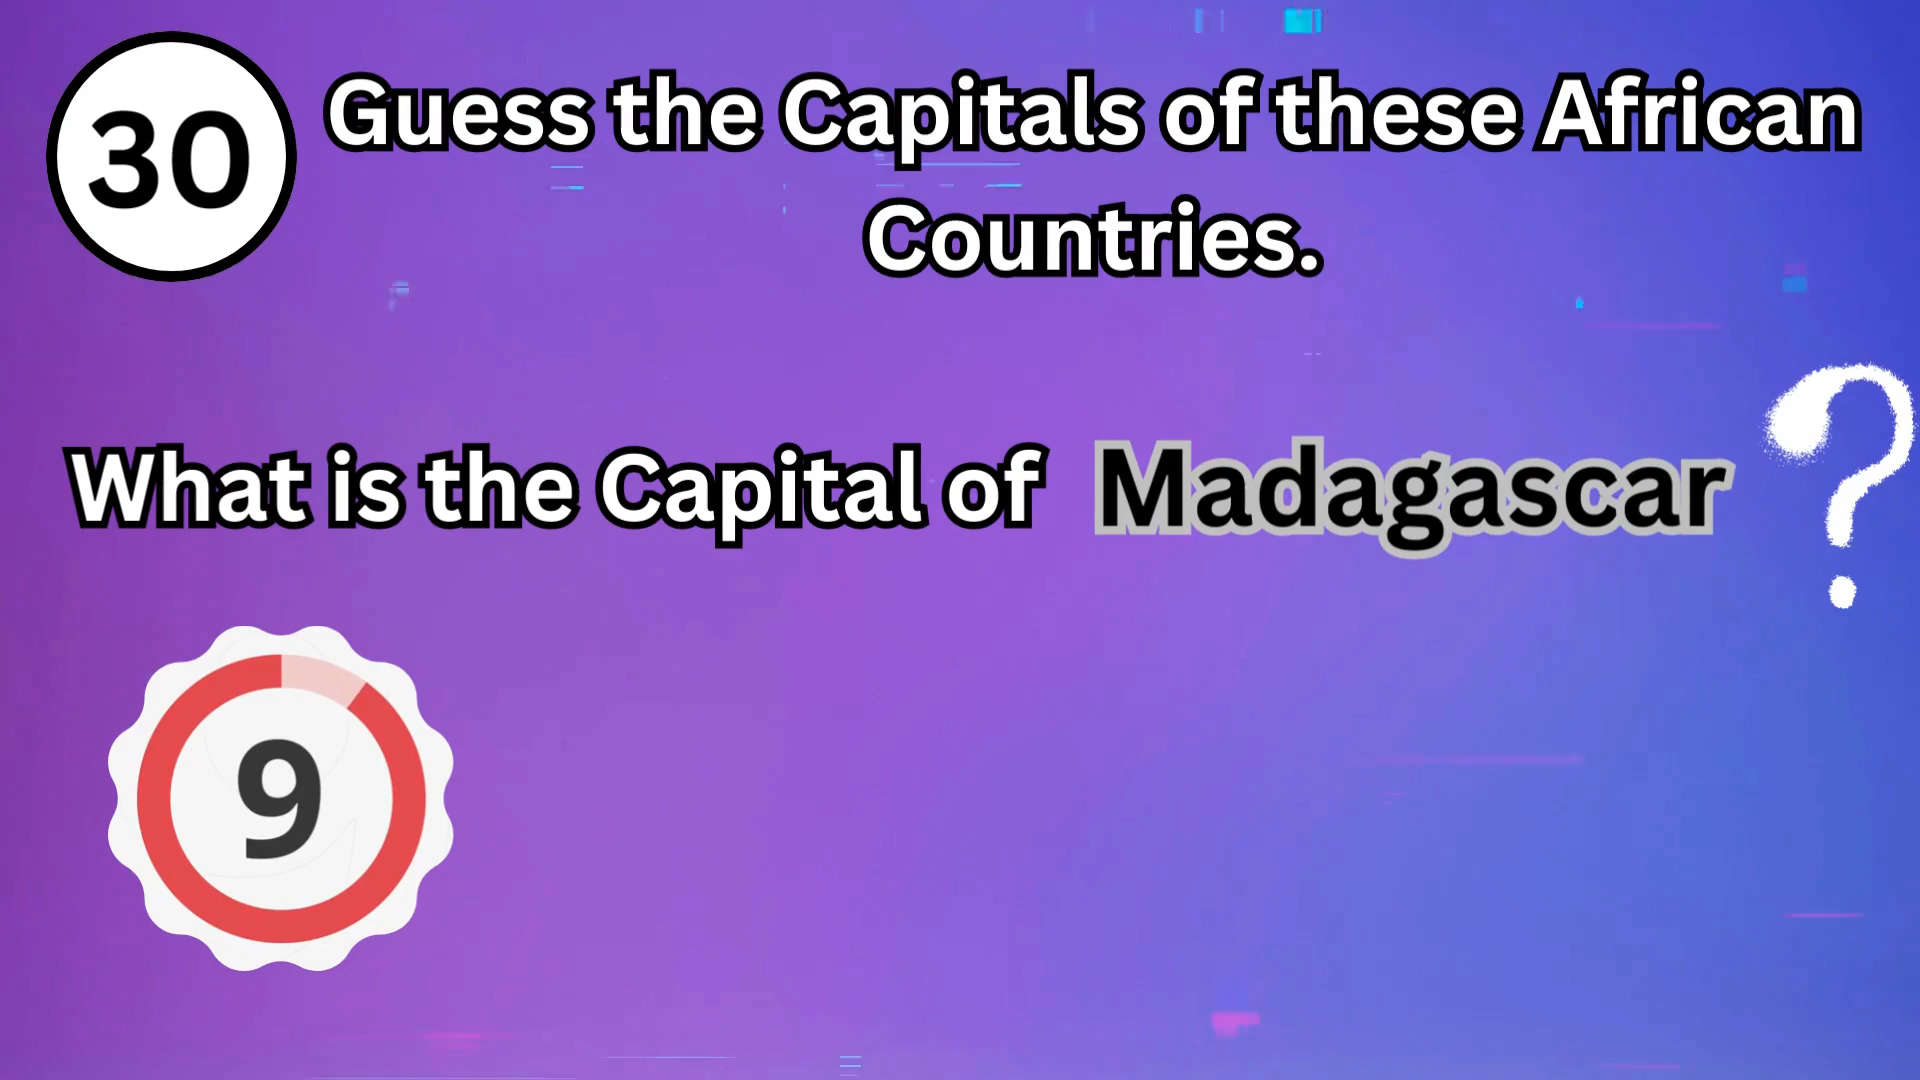 30
Guess the Capitals of these African
Countries.
What is the Capital of Madagascar ?
9